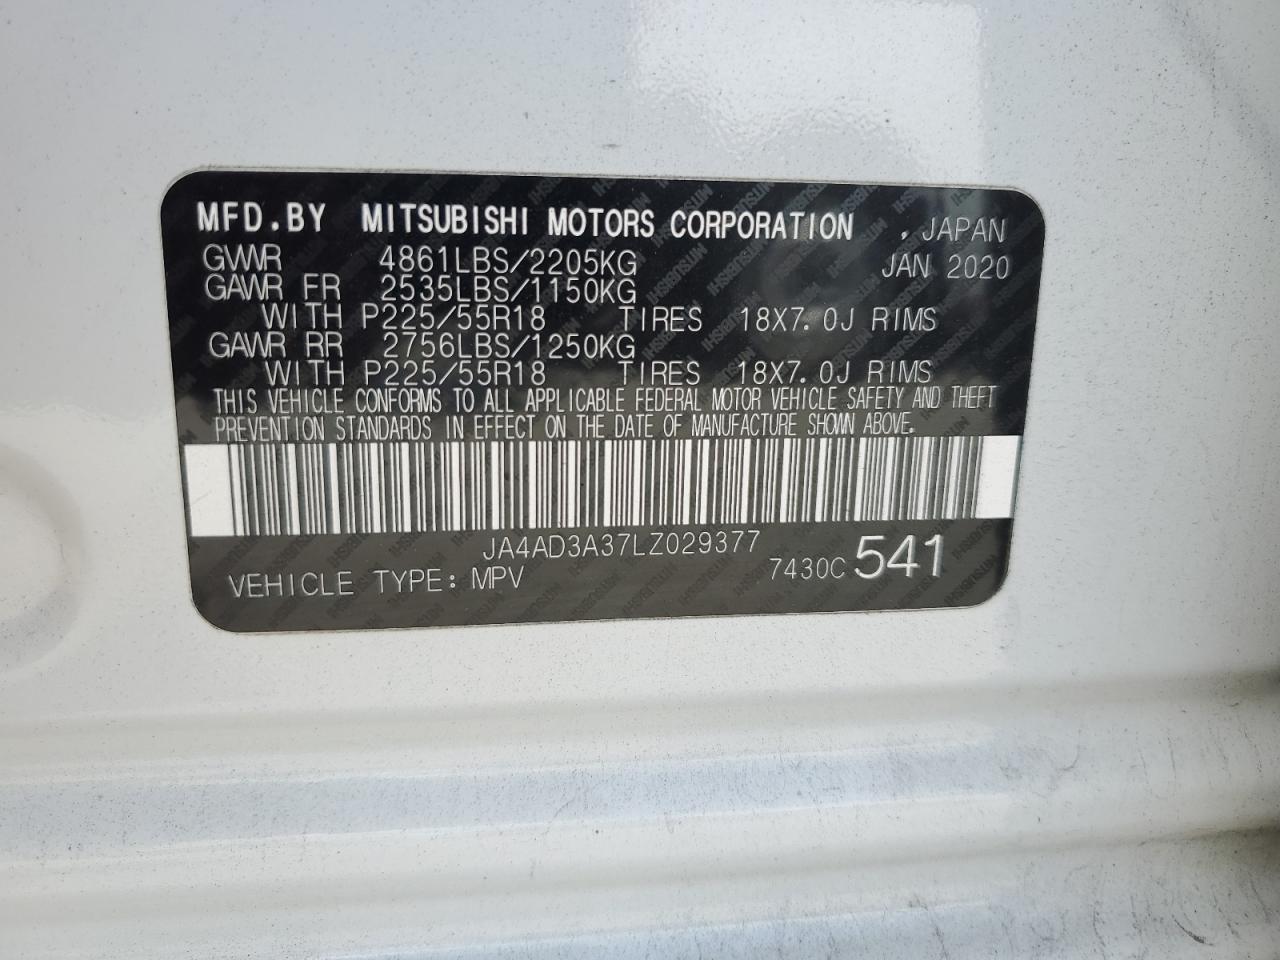 MFD.BY MITSUBISHI MOTORS CORPORATION , JAPAN
GVWR 4861LBS/2205KG JAN 2020
GAWR FR 2535LBS/1150KG
WITH P225/55R18 TIRES 18X7.0J RIMS
GAWR RR 2756LBS/1250KG
WITH P225/55R18 TIRES 18X7.0J RIMS
THIS VEHICLE CONFORMS TO ALL APPLICABLE FEDERAL MOTOR VEHICLE SAFETY AND THEFT
PREVENTION STANDARDS IN EFFECT ON THE DATE OF MANUFACTURE SHOWN ABOVE.
JA4AD3A37LZ029377
VEHICLE TYPE: MPV 7430C 541